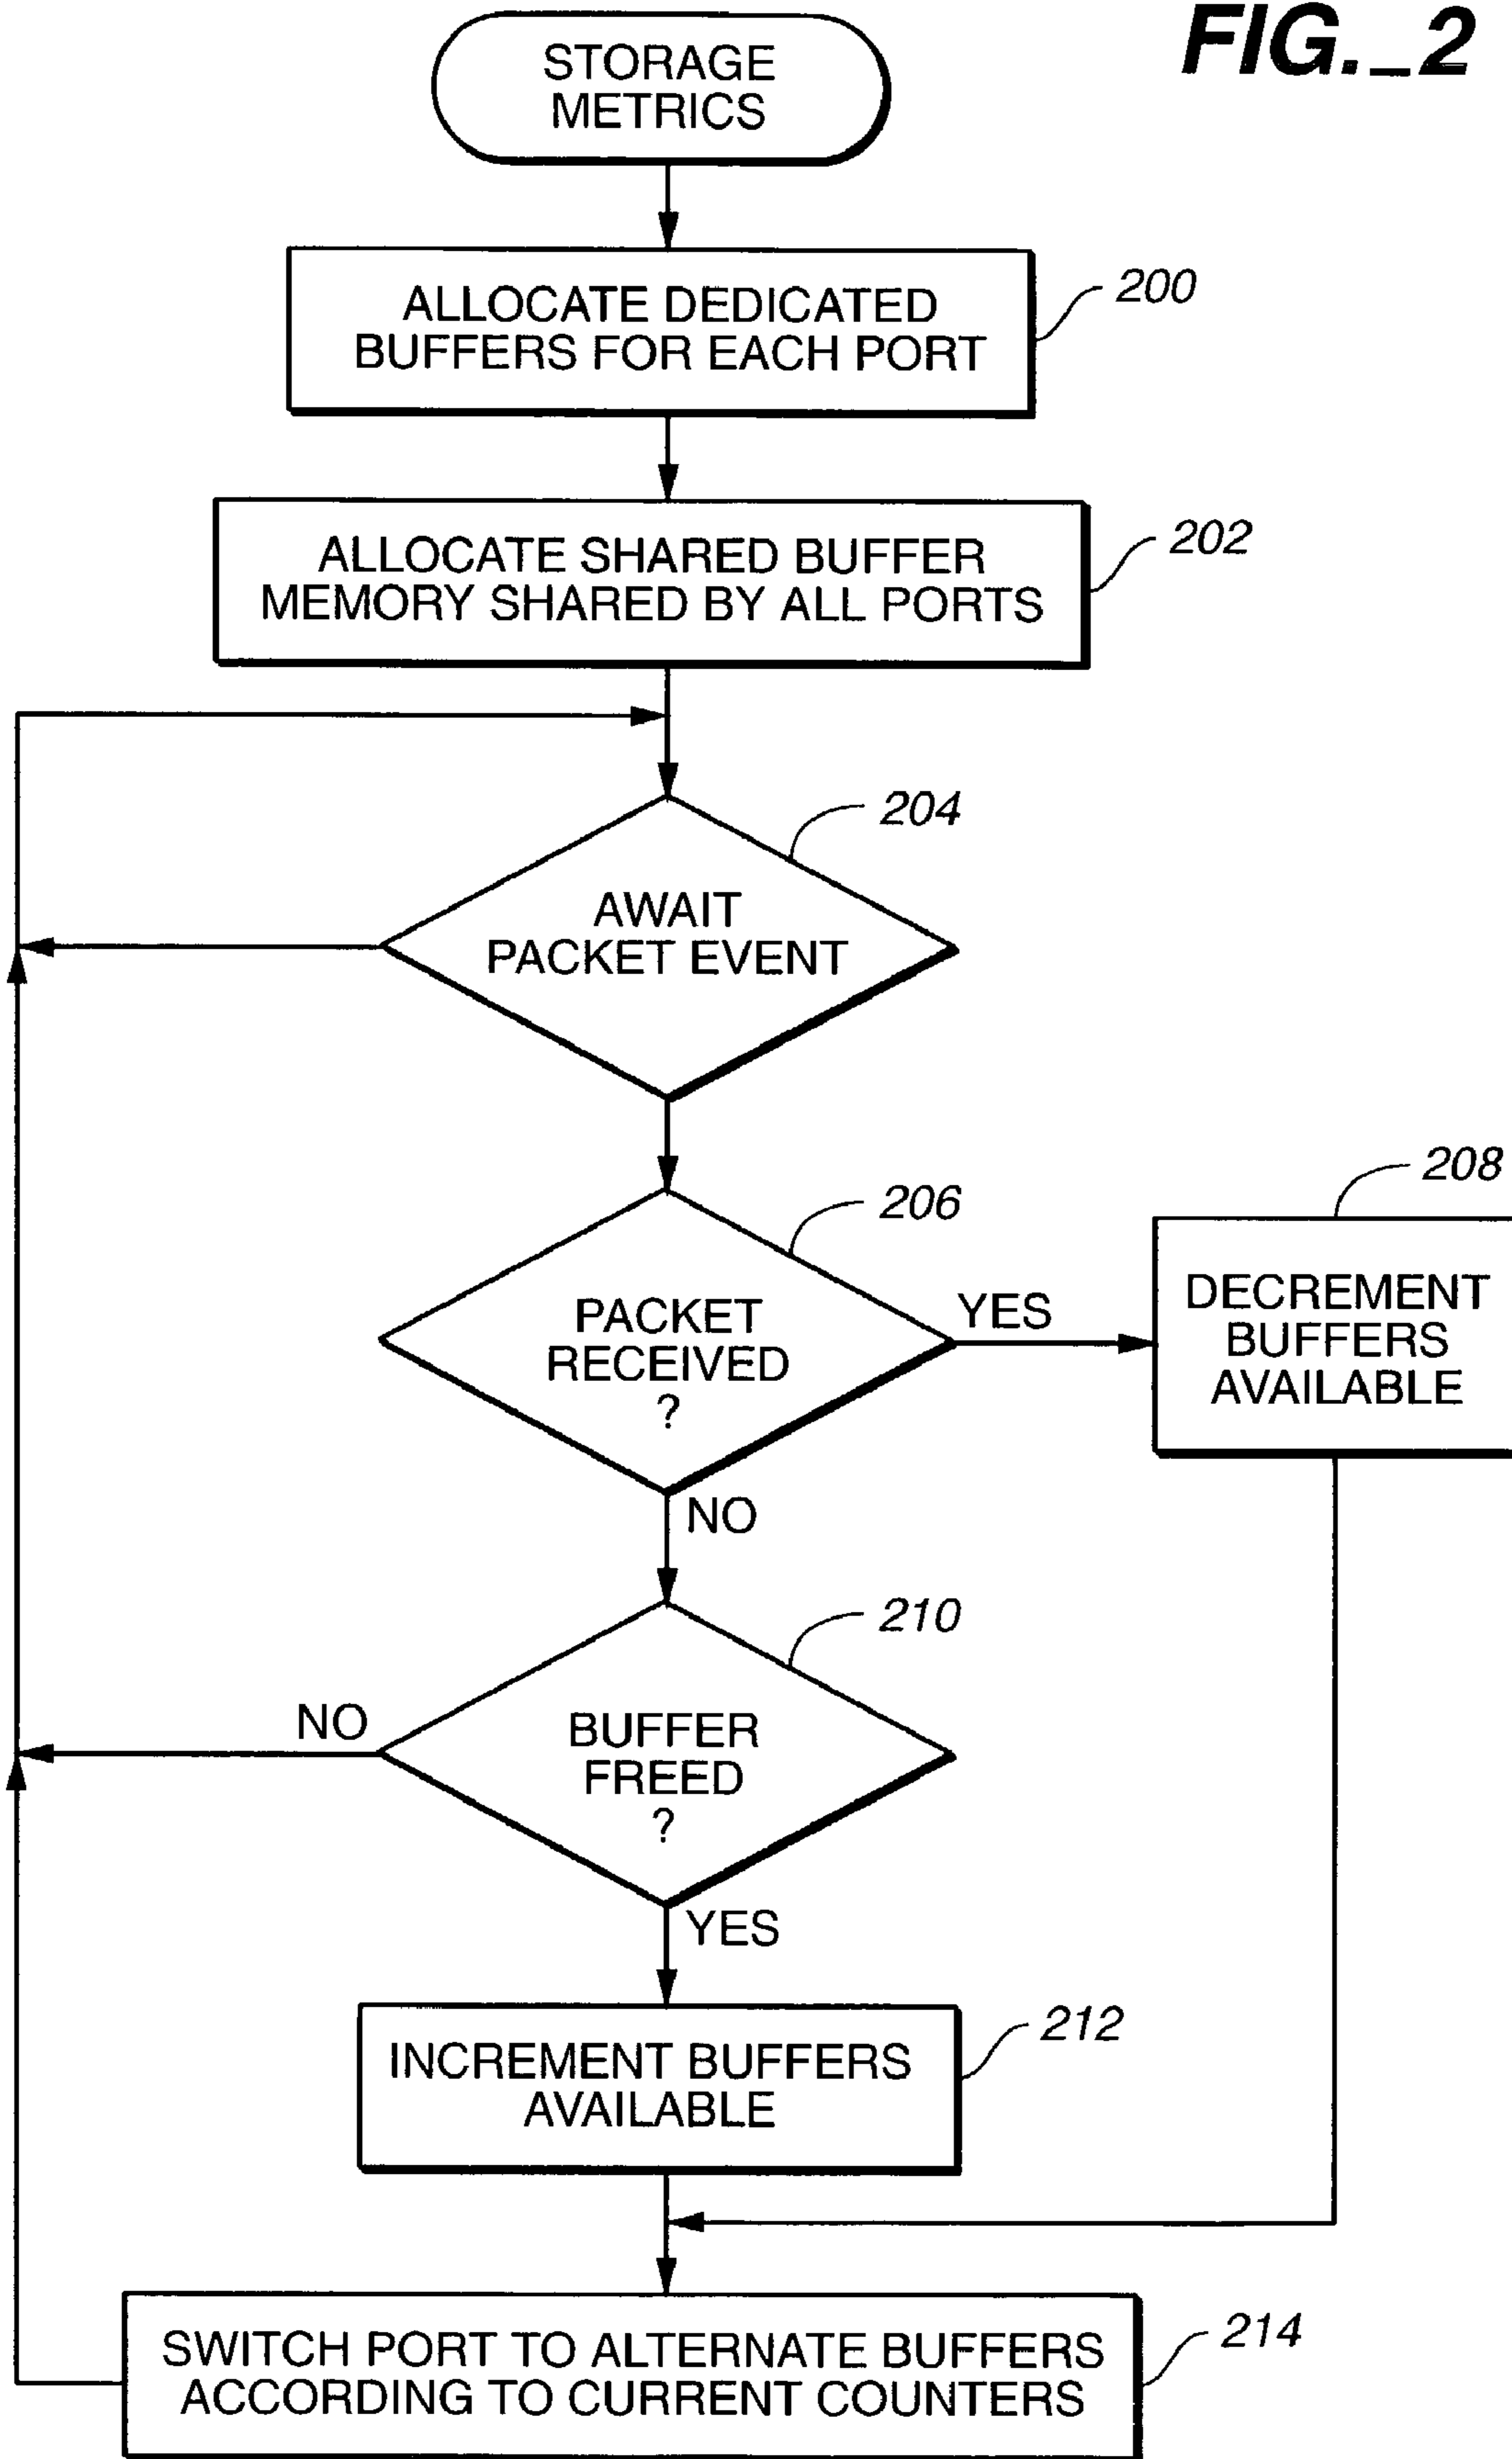 FIG._2
STORAGE
METRICS
ALLOCATE DEDICATED
BUFFERS FOR EACH PORT
200
ALLOCATE SHARED BUFFER
MEMORY SHARED BY ALL PORTS
202
AWAIT
PACKET EVENT
204
PACKET
RECEIVED
?
206
YES
DECREMENT
BUFFERS
AVAILABLE
208
NO
BUFFER
FREED
?
210
NO
YES
INCREMENT BUFFERS
AVAILABLE
212
SWITCH PORT TO ALTERNATE BUFFERS
ACCORDING TO CURRENT COUNTERS
214